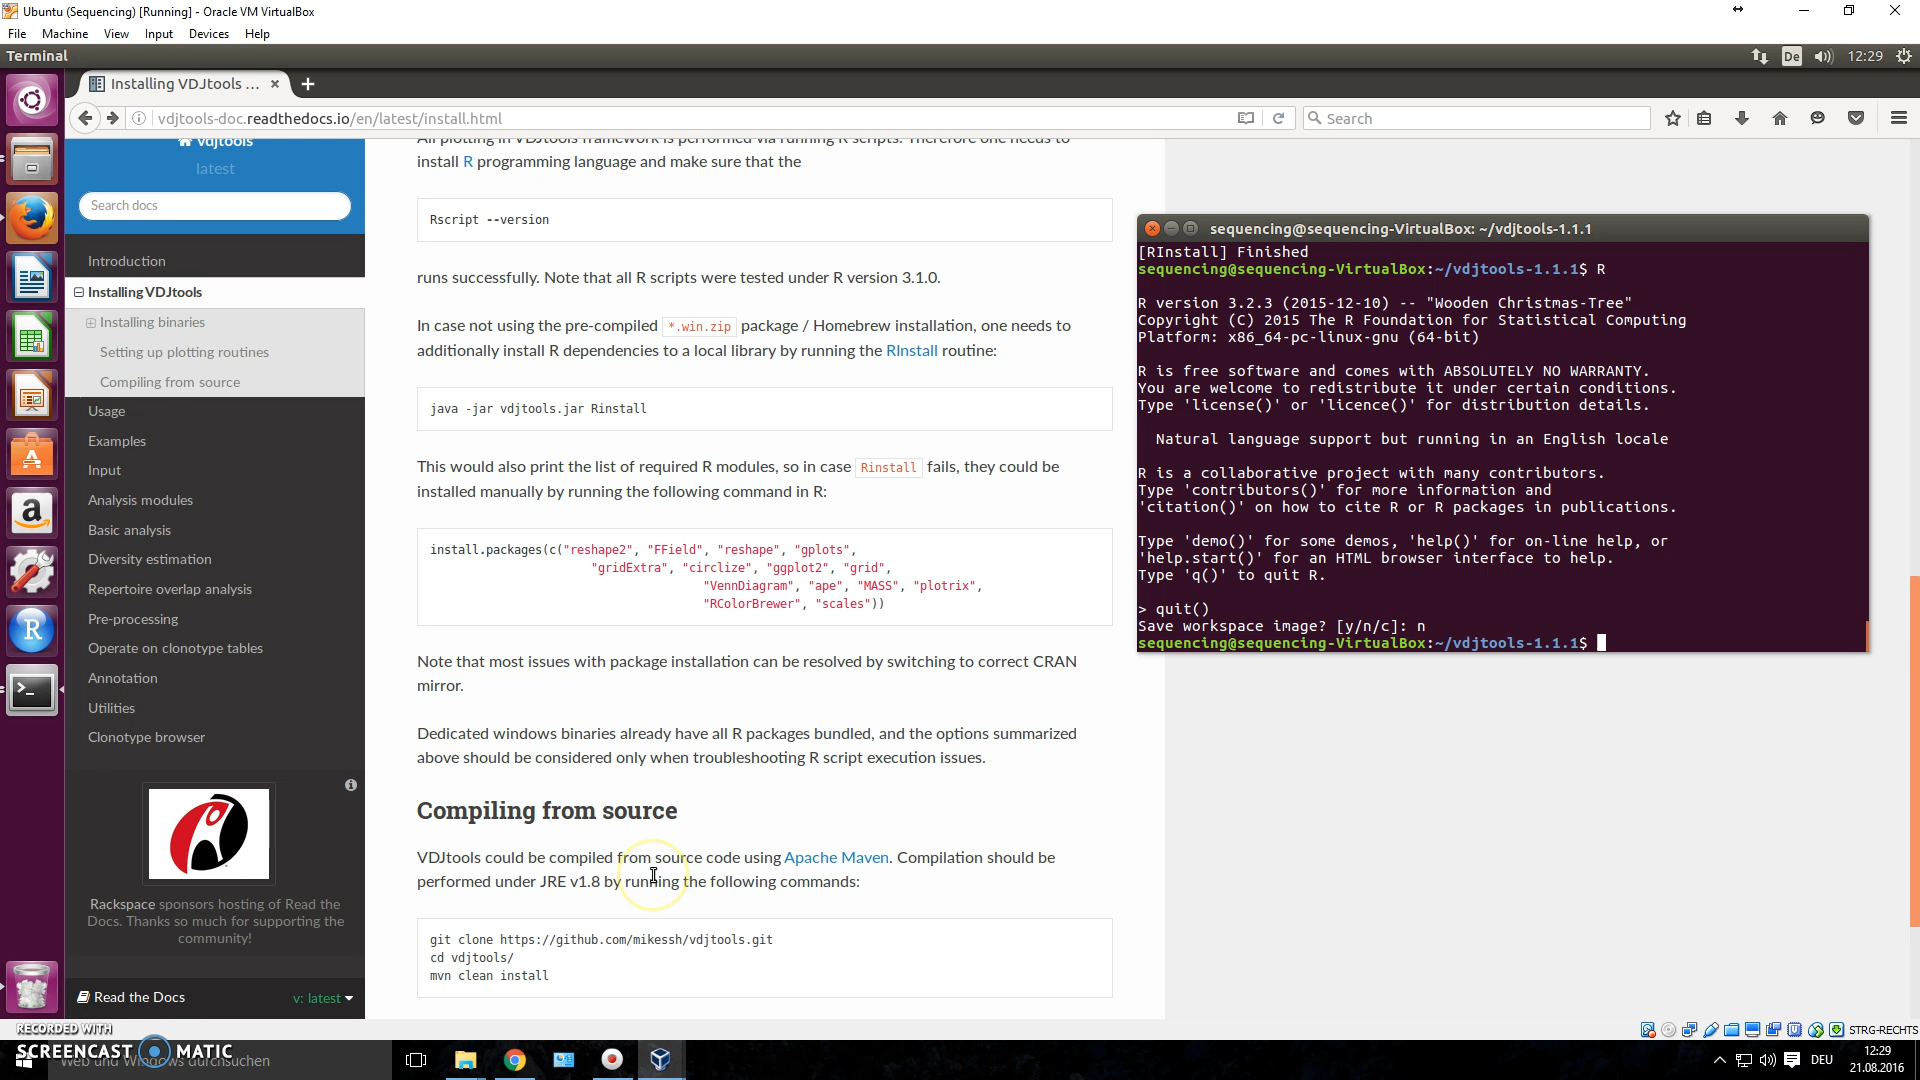 Ubuntu (Sequencing) [Running] - Oracle VM VirtualBox
File Machine View Input Devices Help
Terminal
De
12:29
Installing VDJtools ...
vdjtools-doc.readthedocs.io/en/latest/install.html
Search
vdjtools
latest
Search docs
Introduction
Installing VDJtools
Installing binaries
Setting up plotting routines
Compiling from source
Usage
Examples
Input
Analysis modules
Basic analysis
Diversity estimation
Repertoire overlap analysis
Pre-processing
Operate on clonotype tables
Annotation
Utilities
Clonotype browser
Rackspace sponsors hosting of Read the
Docs. Thanks so much for supporting the
community!
Read the Docs
v: latest
All plotting in VDJtools framework is performed via running R scripts. Therefore one needs to
install R programming language and make sure that the
Rscript --version
runs successfully. Note that all R scripts were tested under R version 3.1.0.
In case not using the pre-compiled *.win.zip package / Homebrew installation, one needs to
additionally install R dependencies to a local library by running the RInstall routine:
java -jar vdjtools.jar Rinstall
This would also print the list of required R modules, so in case Rinstall fails, they could be
installed manually by running the following command in R:
install.packages(c("reshape2", "FField", "reshape", "gplots",
"gridExtra", "circlize", "ggplot2", "grid",
"VennDiagram", "ape", "MASS", "plotrix",
"RColorBrewer", "scales"))
Note that most issues with package installation can be resolved by switching to correct CRAN
mirror.
Dedicated windows binaries already have all R packages bundled, and the options summarized
above should be considered only when troubleshooting R script execution issues.
Compiling from source
VDJtools could be compiled from source code using Apache Maven. Compilation should be
performed under JRE v1.8 by running the following commands:
git clone https://github.com/mikessh/vdjtools.git
cd vdjtools/
mvn clean install
sequencing@sequencing-VirtualBox: ~/vdjtools-1.1.1
[RInstall] Finished
sequencing@sequencing-VirtualBox:~/vdjtools-1.1.1$ R
R version 3.2.3 (2015-12-10) -- "Wooden Christmas-Tree"
Copyright (C) 2015 The R Foundation for Statistical Computing
Platform: x86_64-pc-linux-gnu (64-bit)
R is free software and comes with ABSOLUTELY NO WARRANTY.
You are welcome to redistribute it under certain conditions.
Type 'license()' or 'licence()' for distribution details.
Natural language support but running in an English locale
R is a collaborative project with many contributors.
Type 'contributors()' for more information and
'citation()' on how to cite R or R packages in publications.
Type 'demo()' for some demos, 'help()' for on-line help, or
'help.start()' for an HTML browser interface to help.
Type 'q()' to quit R.
> quit()
Save workspace image? [y/n/c]: n
sequencing@sequencing-VirtualBox:~/vdjtools-1.1.1$
STRG-RECHTS
RECORDED WITH
SCREENCAST MATIC
Web und Windows durchsuchen
DEU
12:29
21.08.2016